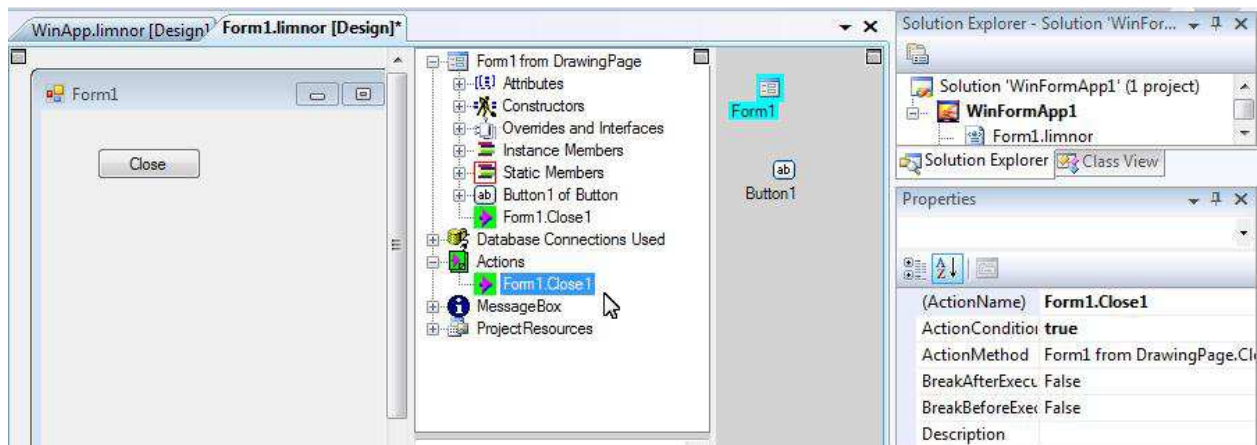 WinApp.limnor [Design] Form1.limnor [Design]*
Form1
Close
Form1 from DrawingPage
Attributes
Constructors
Overrides and Interfaces
Instance Members
Static Members
Button1 of Button
Form1.Close1
Database Connections Used
Actions
Form1.Close1
MessageBox
ProjectResources
Form1
ab
Button1
Solution Explorer - Solution 'WinFor...
Solution 'WinFormApp1' (1 project)
WinFormApp1
Form1.limnor
Solution Explorer Class View
Properties
(ActionName) Form1.Close1
ActionCondition true
ActionMethod Form1 from DrawingPage.Cl
BreakAfterExecu False
BreakBeforeExec False
Description